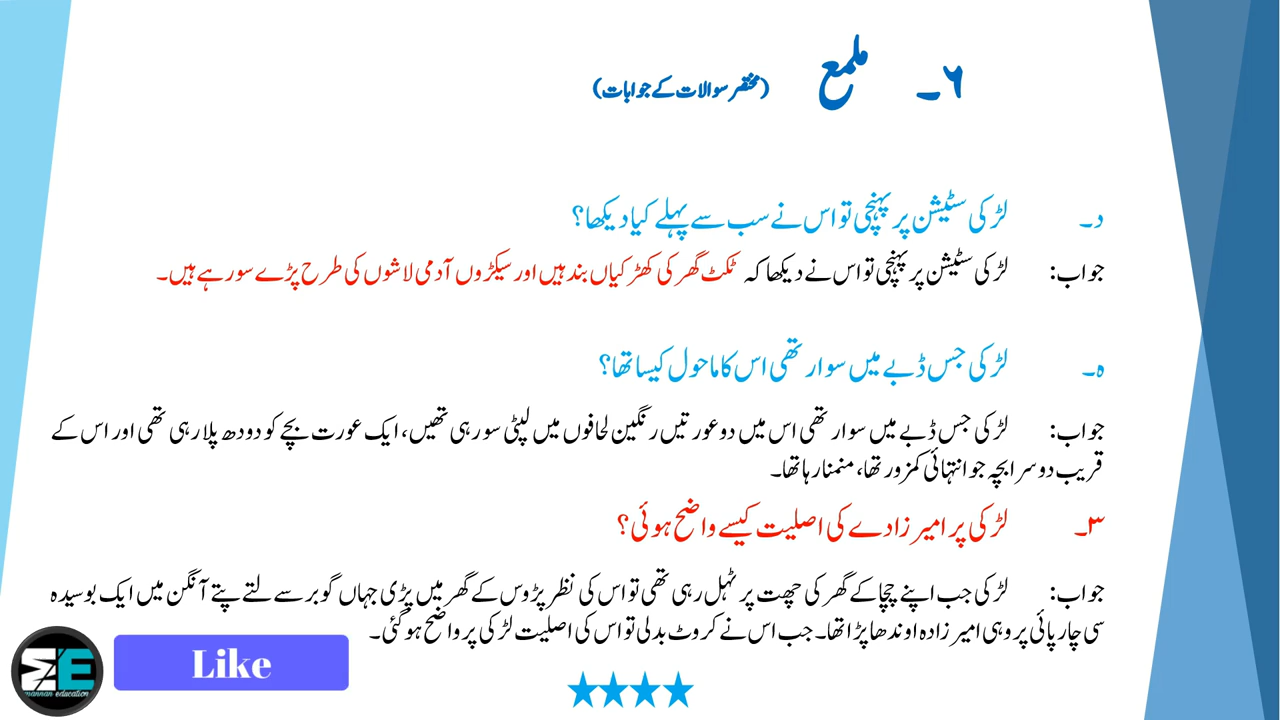 ۶۔ ملمع (مختصر سوالات کے جوابات)
د۔ لڑکی سٹیشن پر پہنچی تو اس نے سب سے پہلے کیا دیکھا؟
جواب: لڑکی سٹیشن پر پہنچی تو اس نے دیکھا کہ ٹکٹ گھر کی کھڑکیاں بند ہیں اور سیکڑوں آدمی لاشوں کی طرح پڑے سو رہے ہیں۔
ہ۔ لڑکی جس ڈبے میں سوار تھی اس کا ماحول کیسا تھا؟
جواب: لڑکی جس ڈبے میں سوار تھی اس میں دو عورتیں رنگین لحافوں میں لپٹی سو رہی تھیں، ایک عورت بچے کو دودھ پلا رہی تھی اور اس کے
قریب دوسرا بچہ جو انتہائی کمزور تھا، منمنا رہا تھا۔
۳۔ لڑکی پر امیر زادے کی اصلیت کیسے واضح ہوئی؟
جواب: لڑکی جب اپنے چچا کے گھر کی چھت پر ٹہل رہی تھی تو اس کی نظر پڑوس کے گھر میں پڑی جہاں گوبر سے لتے پتے آنگن میں ایک بوسیدہ
سی چارپائی پر وہی امیر زادہ اوندھا پڑا تھا۔ جب اس نے کروٹ بدلی تو اس کی اصلیت لڑکی پر واضح ہو گئی۔
mannan education
Like